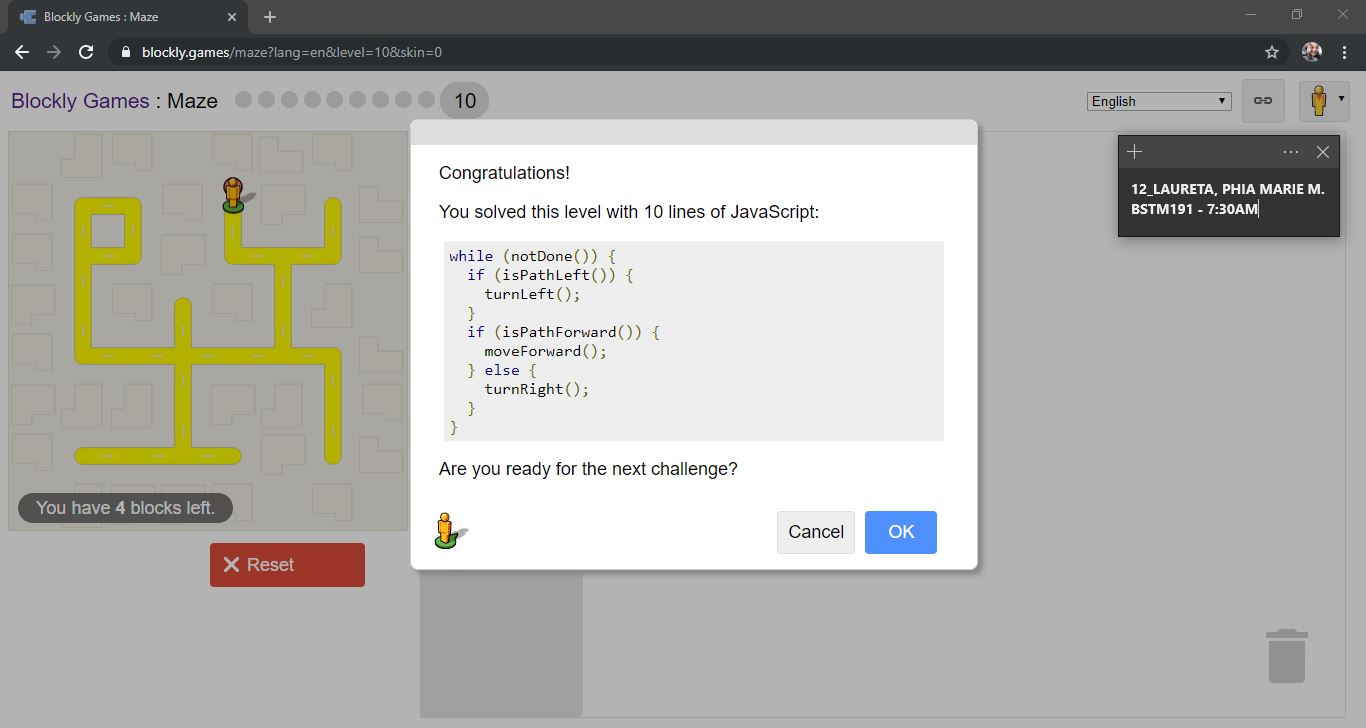 Blockly Games : Maze
blockly.games/maze?lang=en&level=10&skin=0
Blockly Games : Maze
10
English
12_LAURETA, PHIA MARIE M.
BSTM191 - 7:30AM
Congratulations!
You solved this level with 10 lines of JavaScript:
while (notDone()) {
  if (isPathLeft()) {
    turnLeft();
  }
  if (isPathForward()) {
    moveForward();
  } else {
    turnRight();
  }
}
Are you ready for the next challenge?
Cancel
OK
You have 4 blocks left.
Reset